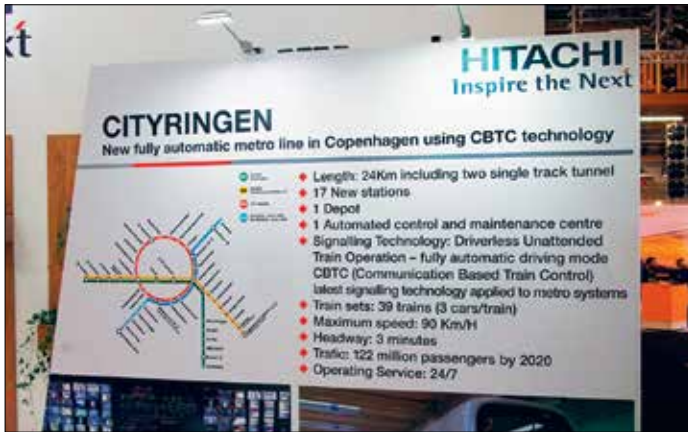 xt
HITACHI
Inspire the Next
CITYRINGEN
New fully automatic metro line in Copenhagen using CBTC technology
Length: 24Km including two single track tunnel
17 New stations
1 Depot
1 Automated control and maintenance centre
Signalling Technology: Driverless Unattended
Train Operation – fully automatic driving mode
CBTC (Communication Based Train Control)
latest signalling technology applied to metro systems
Train sets: 39 trains (3 cars/train)
Maximum speed: 90 Km/H
Headway: 3 minutes
Trafic: 122 million passengers by 2020
Operating Service: 24/7